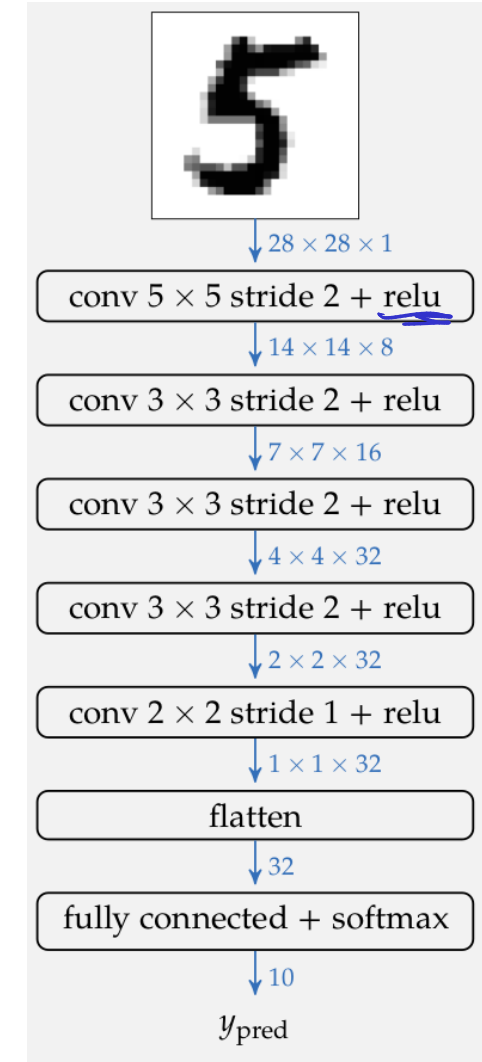 5
28 × 28 × 1
conv 5 × 5 stride 2 + relu
14 × 14 × 8
conv 3 × 3 stride 2 + relu
7 × 7 × 16
conv 3 × 3 stride 2 + relu
4 × 4 × 32
conv 3 × 3 stride 2 + relu
2 × 2 × 32
conv 2 × 2 stride 1 + relu
1 × 1 × 32
flatten
32
fully connected + softmax
10
y_pred